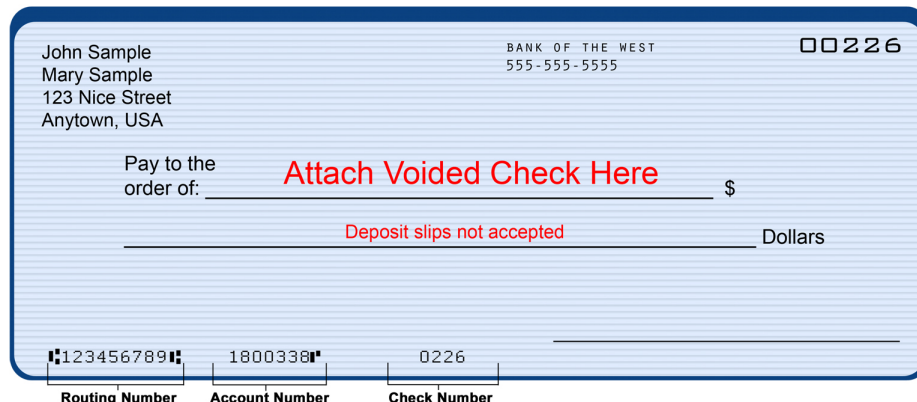 John Sample
Mary Sample
123 Nice Street
Anytown, USA
BANK OF THE WEST
555-555-5555
00226
Pay to the
order of:
Attach Voided Check Here
$
Deposit slips not accepted
Dollars
⑆123456789⑆ 1800338⑈ 0226
Routing Number Account Number Check Number